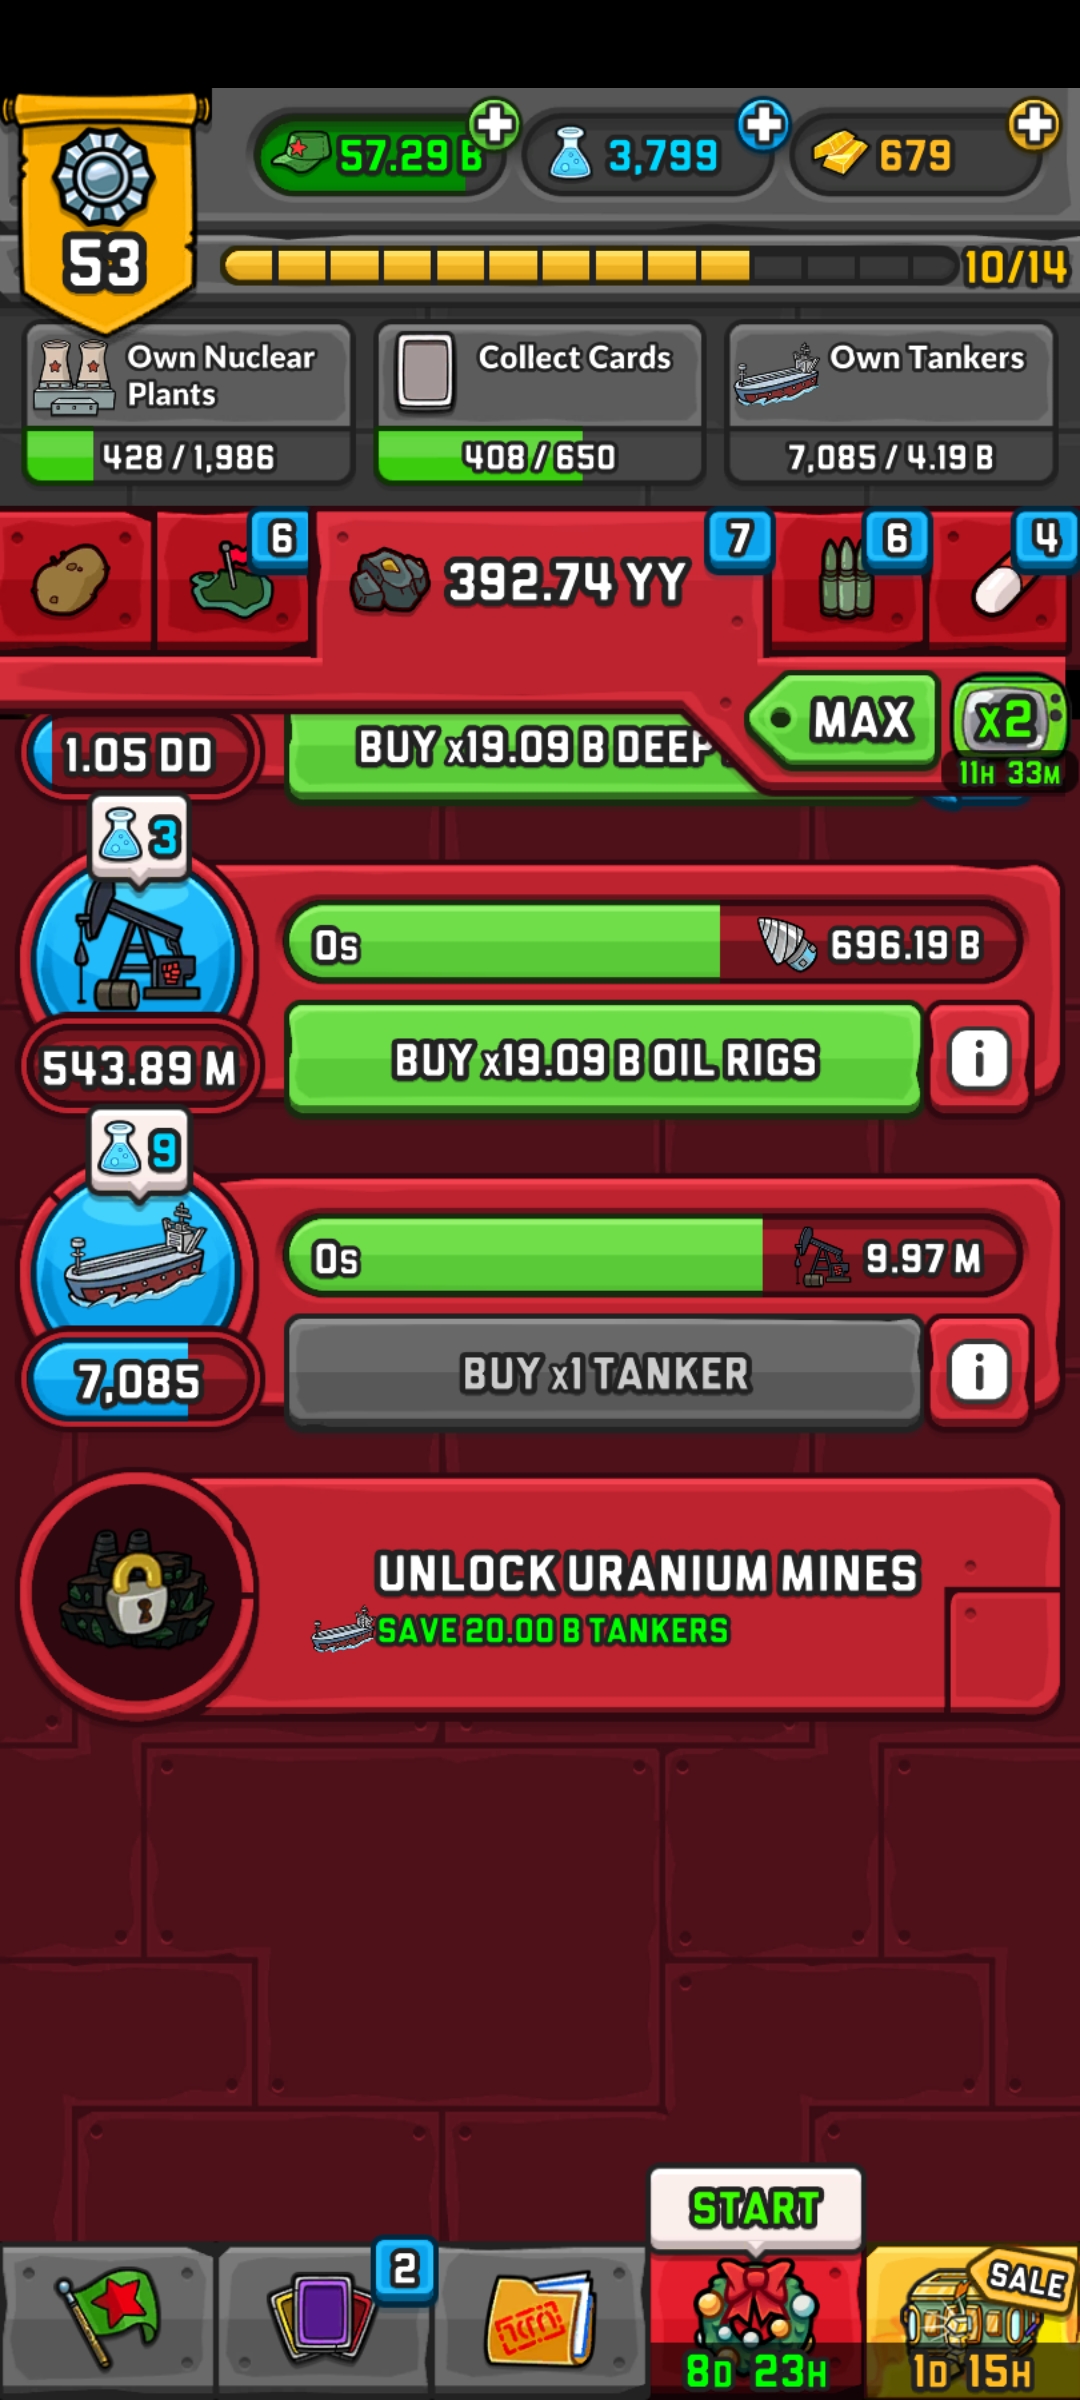 57.29 B
3,799
679
53
10/14
Own Nuclear
Plants
428 / 1,986
Collect Cards
408 / 650
Own Tankers
7,085 / 4.19 B
6
392.74 YY
7
6
4
MAX
x2
11H 33M
1.05 DD
BUY x19.09 B DEEP
3
0s
696.19 B
543.89 M
BUY x19.09 B OIL RIGS
i
9
0s
9.97 M
7,085
BUY x1 TANKER
i
UNLOCK URANIUM MINES
SAVE 20.00 B TANKERS
START
2
SALE
8D 23H
1D 15H